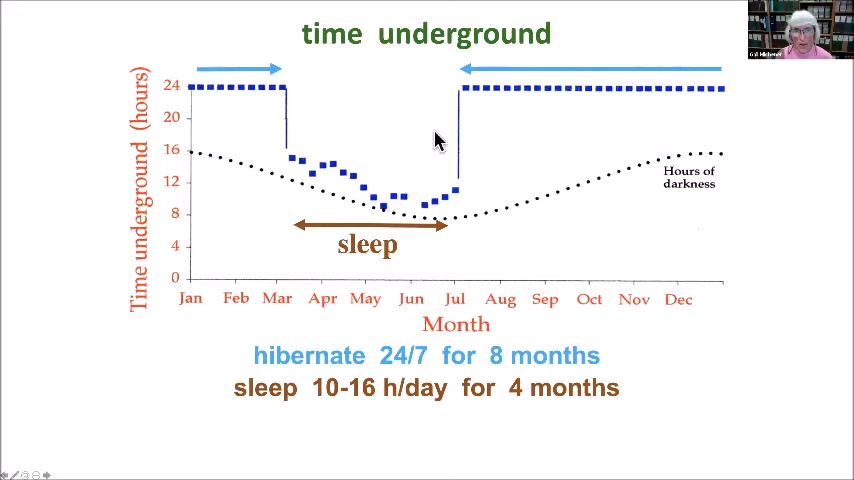 time underground
Gail Michener
Time underground (hours)
24
20
16
12
8
4
0
Hours of
darkness
sleep
Jan Feb Mar Apr May Jun Jul Aug Sep Oct Nov Dec
Month
hibernate 24/7 for 8 months
sleep 10-16 h/day for 4 months